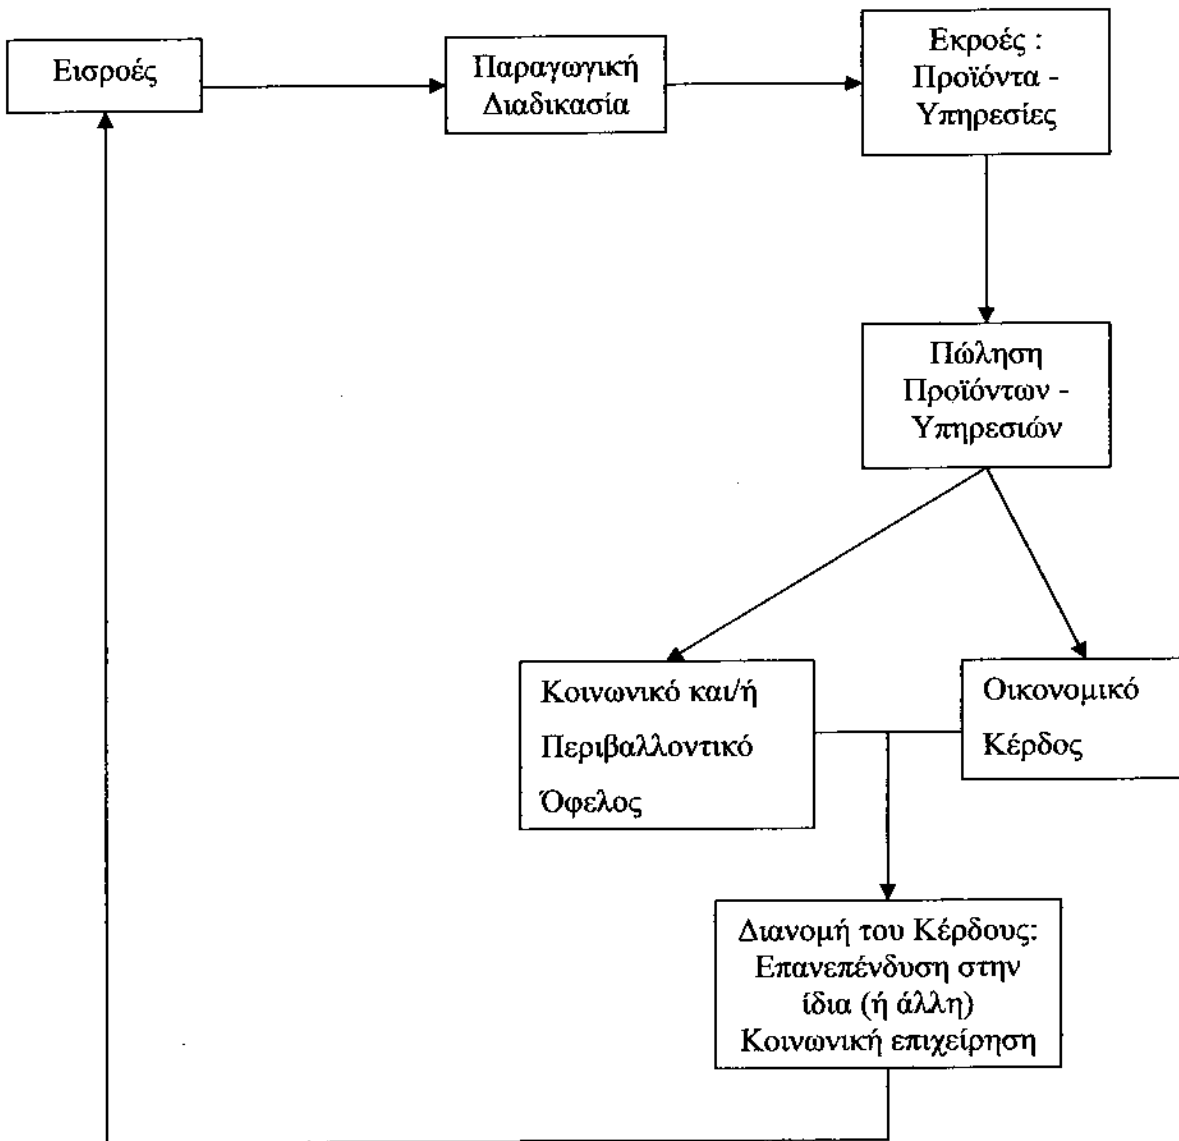 Εισροές
Παραγωγική
Διαδικασία
Εκροές :
Προϊόντα -
Υπηρεσίες
Πώληση
Προϊόντων -
Υπηρεσιών
Κοινωνικό και/ή
Περιβαλλοντικό
Όφελος
Οικονομικό
Κέρδος
Διανομή του Κέρδους:
Επανεπένδυση στην
ίδια (ή άλλη)
Κοινωνική επιχείρηση